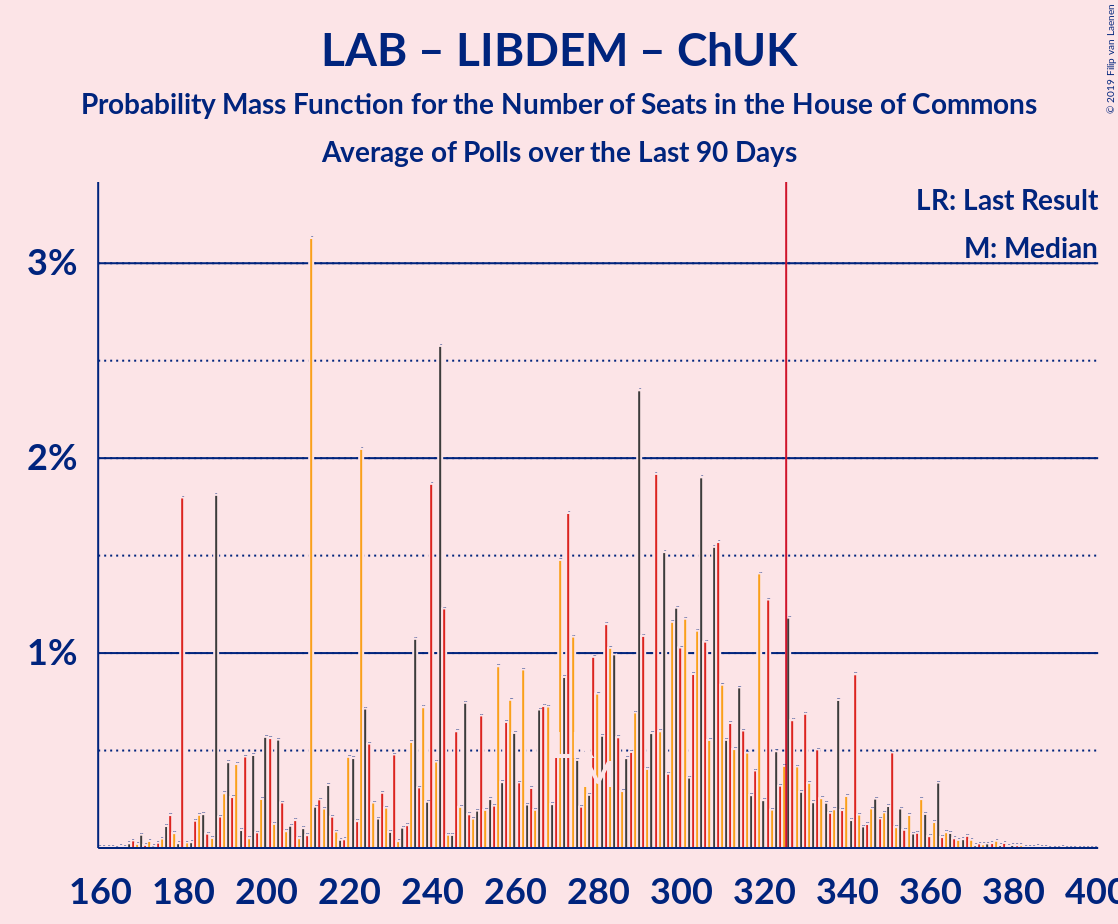 LAB – LIBDEM – ChUK
Probability Mass Function for the Number of Seats in the House of Commons
Average of Polls over the Last 90 Days
© 2019 Filip van Laenen
LR: Last Result
M: Median
3%
2%
1%
M
160 180 200 220 240 260 280 300 320 340 360 380 400